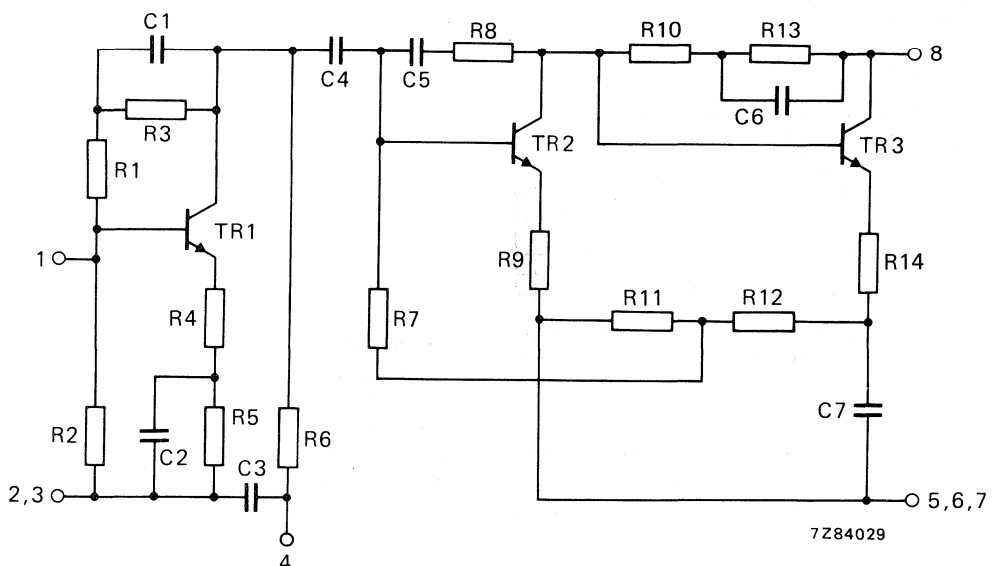 C1
R8
R10
R13
8
C4
C5
C6
R3
TR2
TR3
R1
TR1
1
R9
R14
R4
R7
R11
R12
C7
R2
C2
R5
R6
C3
2,3
5,6,7
7Z84029
4